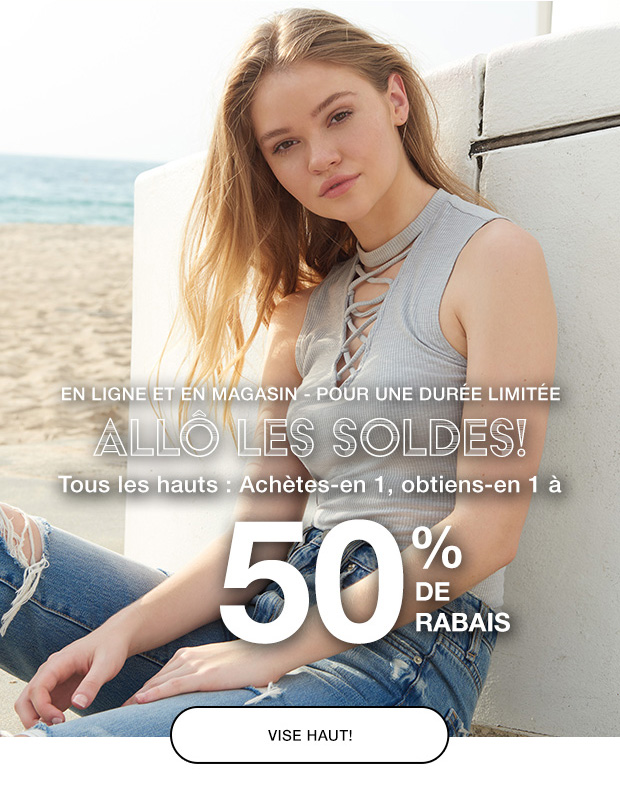 EN LIGNE ET EN MAGASIN - POUR UNE DURÉE LIMITÉE
ALLÔ LES SOLDES!
Tous les hauts : Achètes-en 1, obtiens-en 1 à
50%
DE
RABAIS
VISE HAUT!